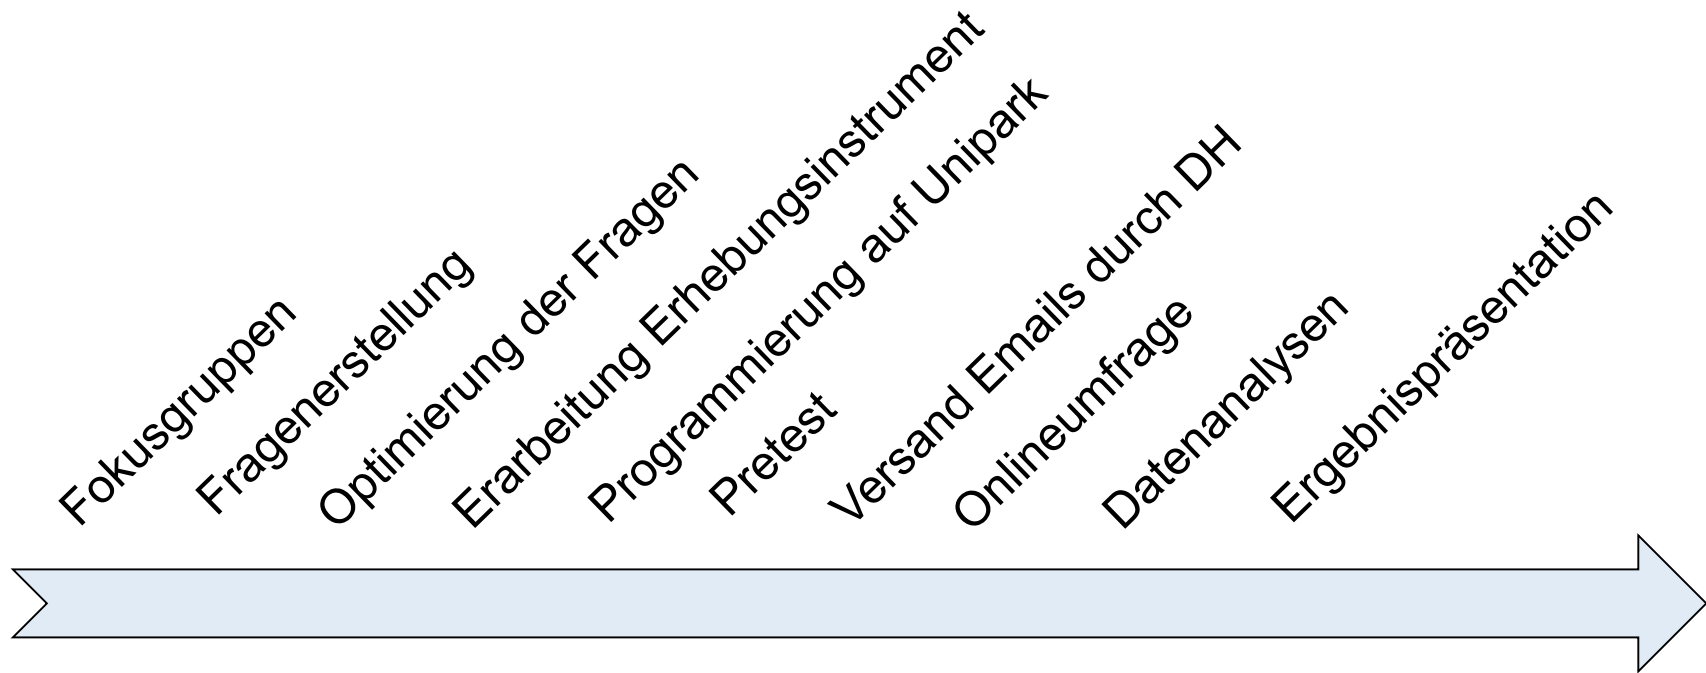 Fokusgruppen
Fragenerstellung
Optimierung der Fragen
Erarbeitung Erhebungsinstrument
Programmierung auf Unipark
Pretest
Versand Emails durch DH
Onlineumfrage
Datenanalysen
Ergebnispräsentation